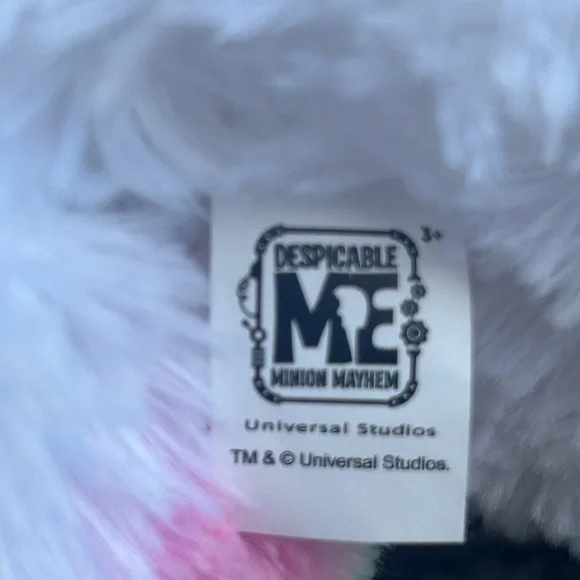 3+
DESPICABLE
ME
MINION MAYHEM
Universal Studios
TM & © Universal Studios.